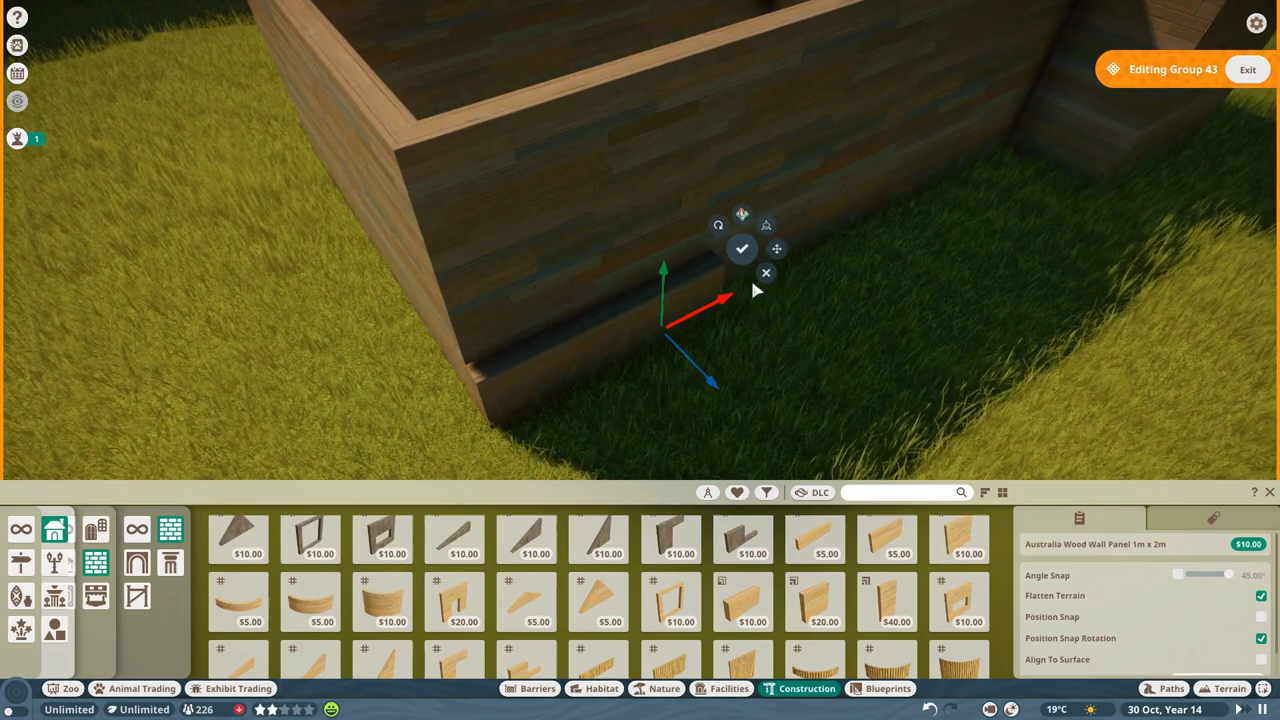 ?
Editing Group 43
Exit
1
DLC
?
$10.00
$10.00
$10.00
$10.00
$10.00
$10.00
$10.00
$10.00
$5.00
$5.00
$10.00
$5.00
$5.00
$10.00
$20.00
$5.00
$5.00
$10.00
$10.00
$20.00
$40.00
$10.00
Australia Wood Wall Panel 1m x 2m
$10.00
Angle Snap
45.00°
Flatten Terrain
Position Snap
Position Snap Rotation
Align To Surface
Zoo
Animal Trading
Exhibit Trading
Barriers
Habitat
Nature
Facilities
Construction
Blueprints
Paths
Terrain
Unlimited
Unlimited
226
19°C
30 Oct, Year 14